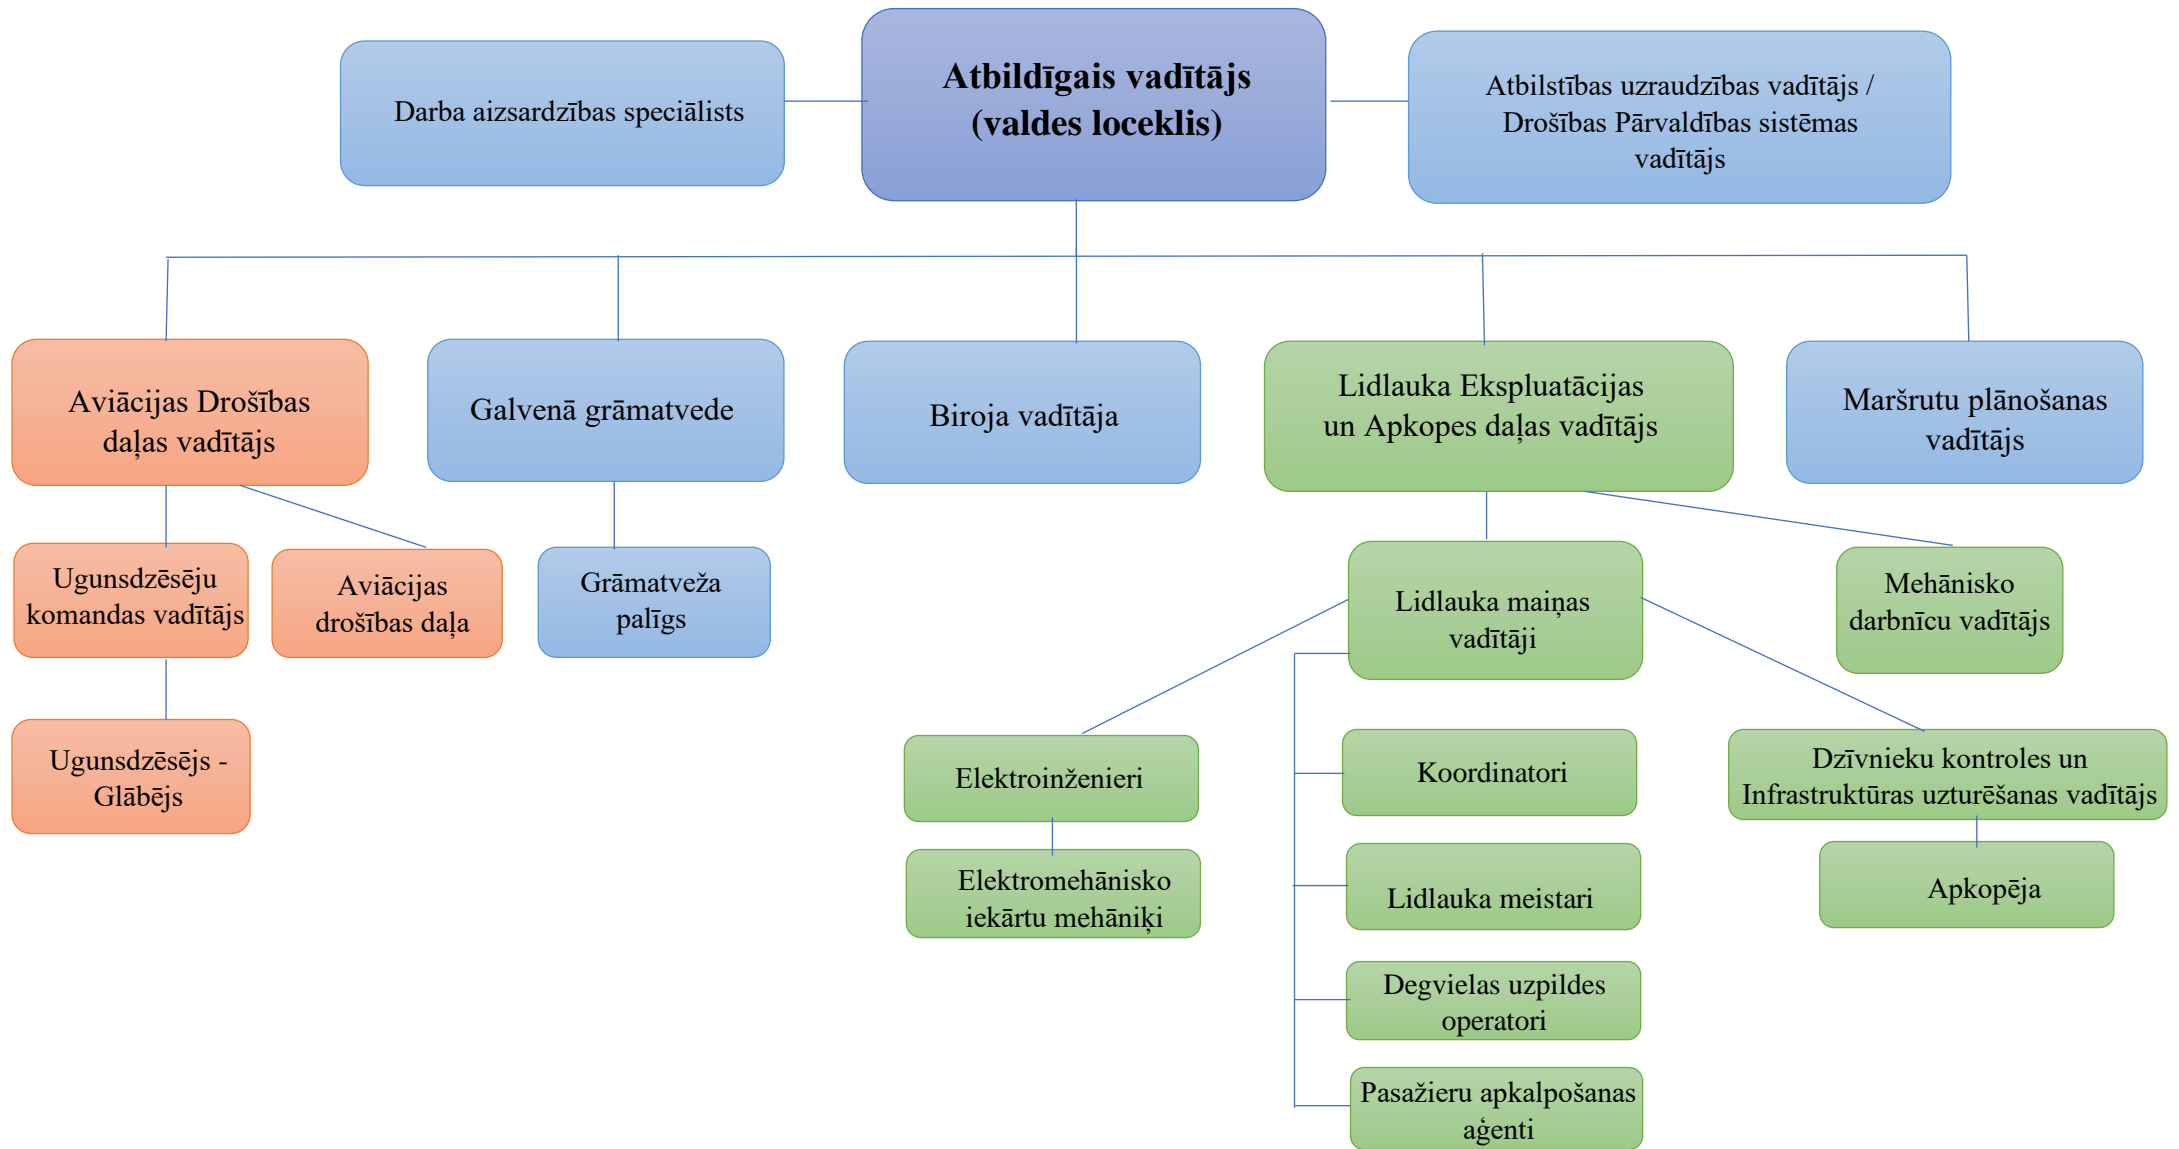 Darba aizsardzības speciālists
Atbildīgais vadītājs
(valdes loceklis)
Atbilstības uzraudzības vadītājs /
Drošības Pārvaldības sistēmas
vadītājs
Aviācijas Drošības
daļas vadītājs
Galvenā grāmatvede
Biroja vadītāja
Lidlauka Ekspluatācijas
un Apkopes daļas vadītājs
Maršrutu plānošanas
vadītājs
Ugunsdzēsēju
komandas vadītājs
Aviācijas
drošības daļa
Grāmatveža
palīgs
Lidlauka maiņas
vadītāji
Mehānisko
darbnīcu vadītājs
Ugunsdzēsējs -
Glābējs
Elektroinženieri
Koordinatori
Dzīvnieku kontroles un
Infrastruktūras uzturēšanas vadītājs
Elektromehānisko
iekārtu mehāniķi
Lidlauka meistari
Apkopēja
Degvielas uzpildes
operatori
Pasažieru apkalpošanas
aģenti